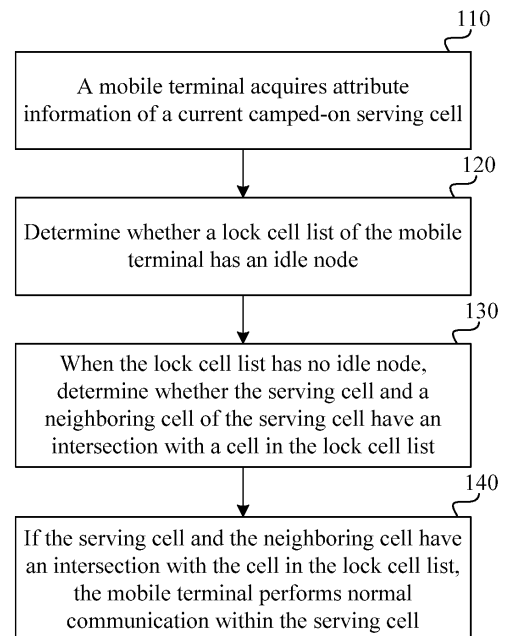 110
A mobile terminal acquires attribute
information of a current camped-on serving cell
120
Determine whether a lock cell list of the mobile
terminal has an idle node
130
When the lock cell list has no idle node,
determine whether the serving cell and a
neighboring cell of the serving cell have an
intersection with a cell in the lock cell list
140
If the serving cell and the neighboring cell have
an intersection with the cell in the lock cell list,
the mobile terminal performs normal
communication within the serving cell